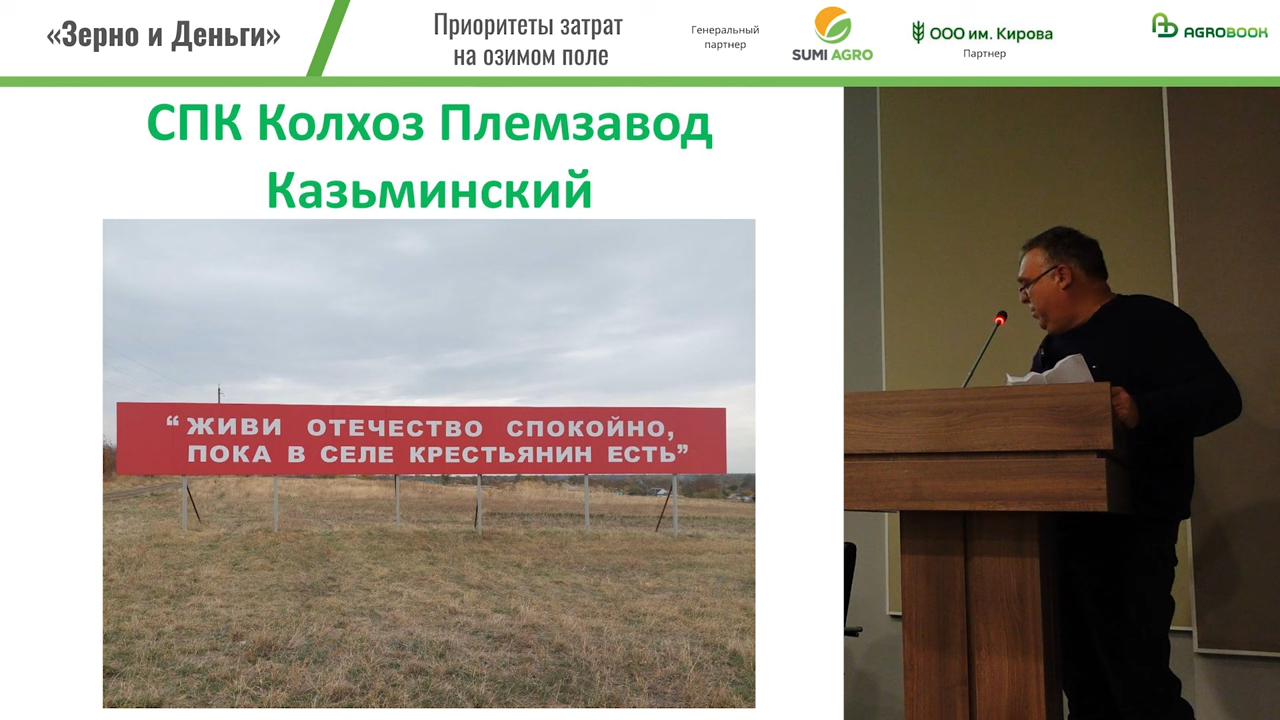 «Зерно и Деньги»
Приоритеты затрат
на озимом поле
Генеральный
партнер
SUMI AGRO
ООО им. Кирова
Партнер
AGROBOOK
СПК Колхоз Племзавод
Казьминский
“ЖИВИ ОТЕЧЕСТВО СПОКОЙНО,
ПОКА В СЕЛЕ КРЕСТЬЯНИН ЕСТЬ”